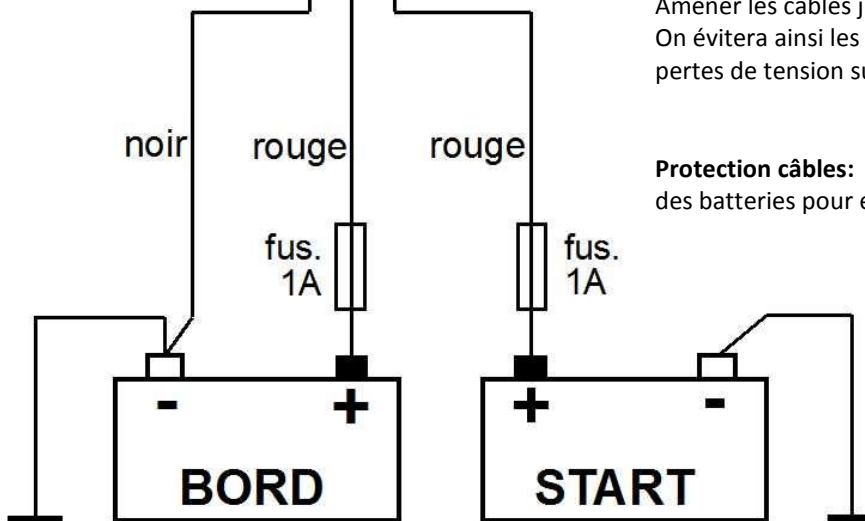 Amener les câbles
On évitera ainsi les
pertes de tension
noir
rouge
rouge
Protection câbles:
des batteries pour
fus.
1A
fus.
1A
-
+
+
-
BORD
START